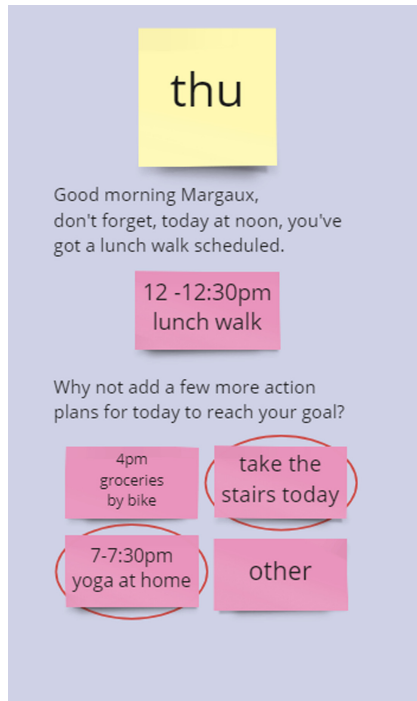 thu
Good morning Margaux,
don't forget, today at noon, you've
got a lunch walk scheduled.
12 -12:30pm
lunch walk
Why not add a few more action
plans for today to reach your goal?
4pm
groceries
by bike
take the
stairs today
7-7:30pm
yoga at home
other